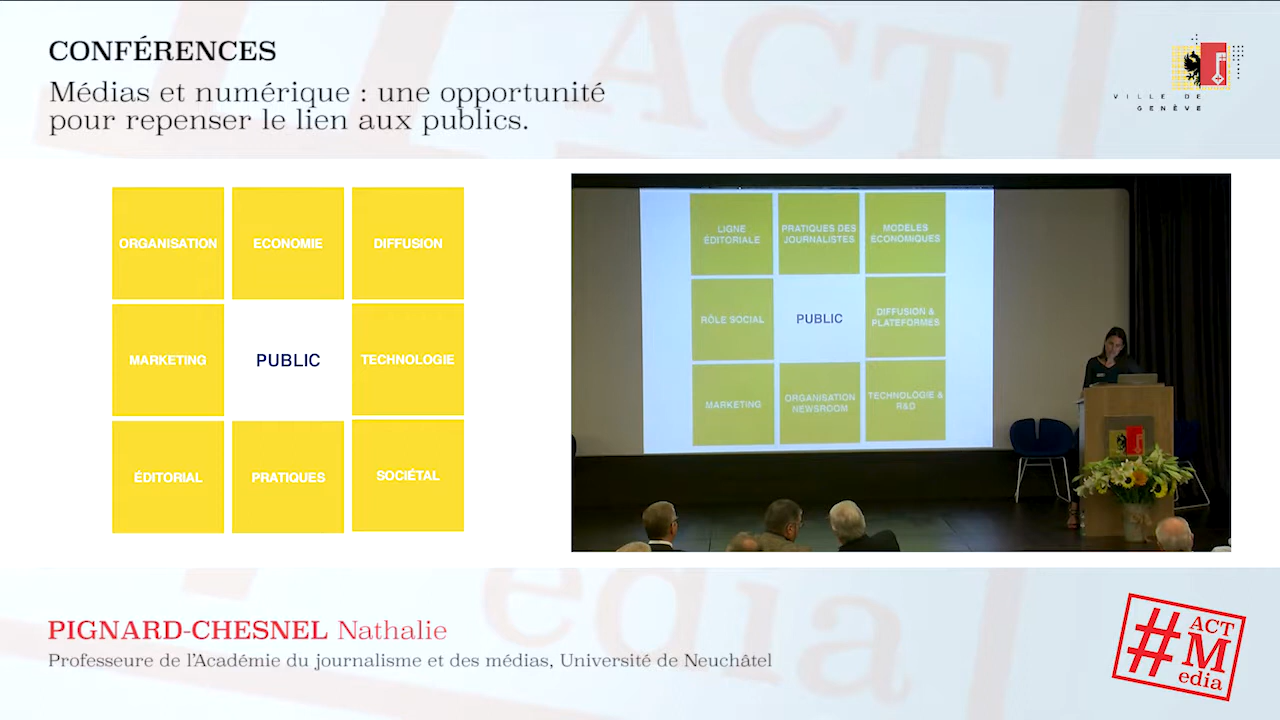 CONFÉRENCES
Médias et numérique : une opportunité
pour repenser le lien aux publics.
VILLE DE
GENÈVE
ORGANISATION
ECONOMIE
DIFFUSION
MARKETING
PUBLIC
TECHNOLOGIE
ÉDITORIAL
PRATIQUES
SOCIÉTAL
LIGNE
ÉDITORIALE
PRATIQUES DES
JOURNALISTES
MODÈLES
ÉCONOMIQUES
RÔLE SOCIAL
PUBLIC
DIFFUSION &
PLATEFORMES
MARKETING
ORGANISATION
NEWSROOM
TECHNOLOGIE &
R&D
PIGNARD-CHESNEL Nathalie
Professeure de l'Académie du journalisme et des médias, Université de Neuchâtel
#ACT
Media
ACT
edia